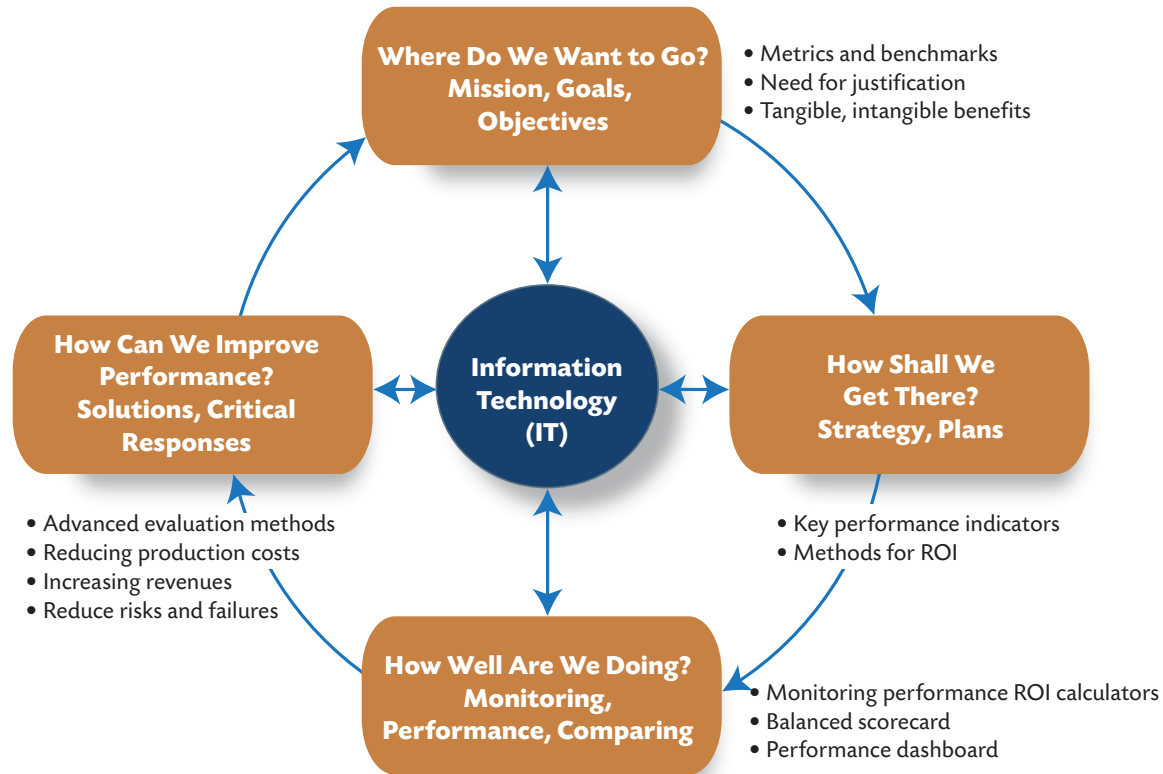 Where Do We Want to Go?
Mission, Goals,
Objectives
• Metrics and benchmarks
• Need for justification
• Tangible, intangible benefits
How Can We Improve
Performance?
Solutions, Critical
Responses
Information
Technology
(IT)
How Shall We
Get There?
Strategy, Plans
• Advanced evaluation methods
• Reducing production costs
• Increasing revenues
• Reduce risks and failures
• Key performance indicators
• Methods for ROI
How Well Are We Doing?
Monitoring,
Performance, Comparing
• Monitoring performance ROI calculators
• Balanced scorecard
• Performance dashboard